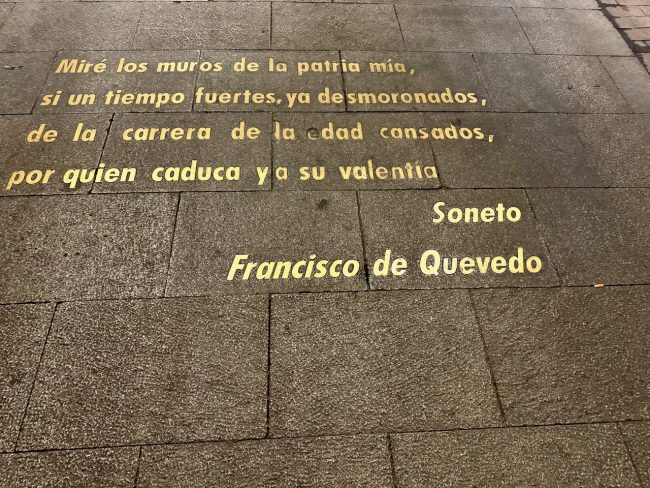 Miré los muros de la patria mía,
si un tiempo fuertes, ya desmoronados,
de la carrera de la edad cansados,
por quien caduca ya su valentía
Soneto
Francisco de Quevedo